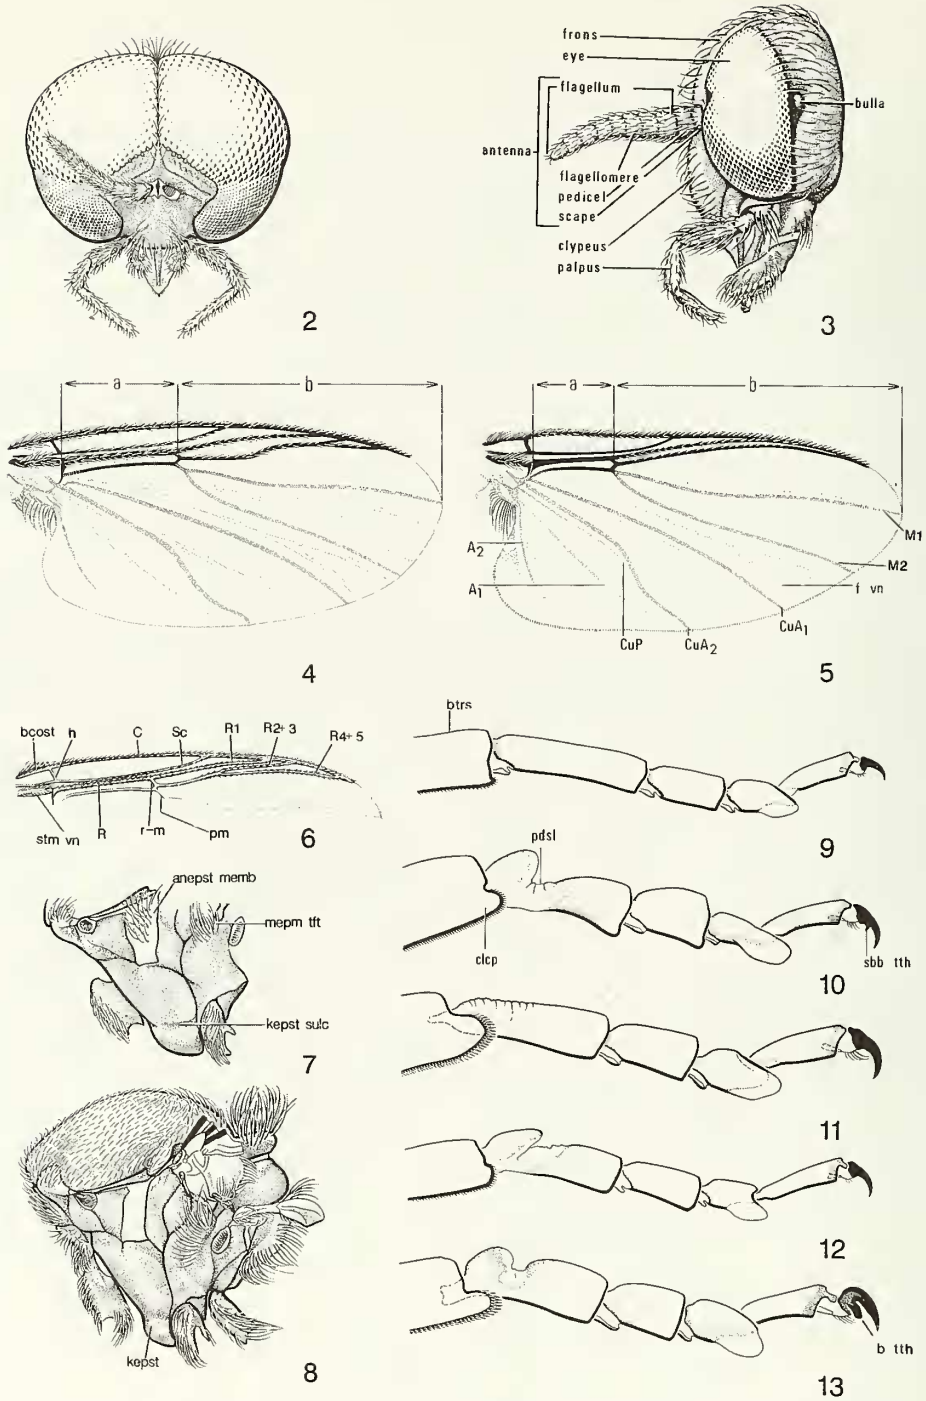 frons
eye
flagellum
bulla
antenna
flagellomere
pedicel
scape
clypeus
palpus
2
3
a b
a b
A2
A1
M1
M2
f vn
CuA1
CuP
CuA2
4
5
bcost h C Sc R1 R2+3 R4+5
stm vn R r-m pm
6
btrs
9
anepst memb
mepm tft
kepst sulc
7
pdsl
clcp
sbb tth
10
11
kepst
8
12
b tth
13